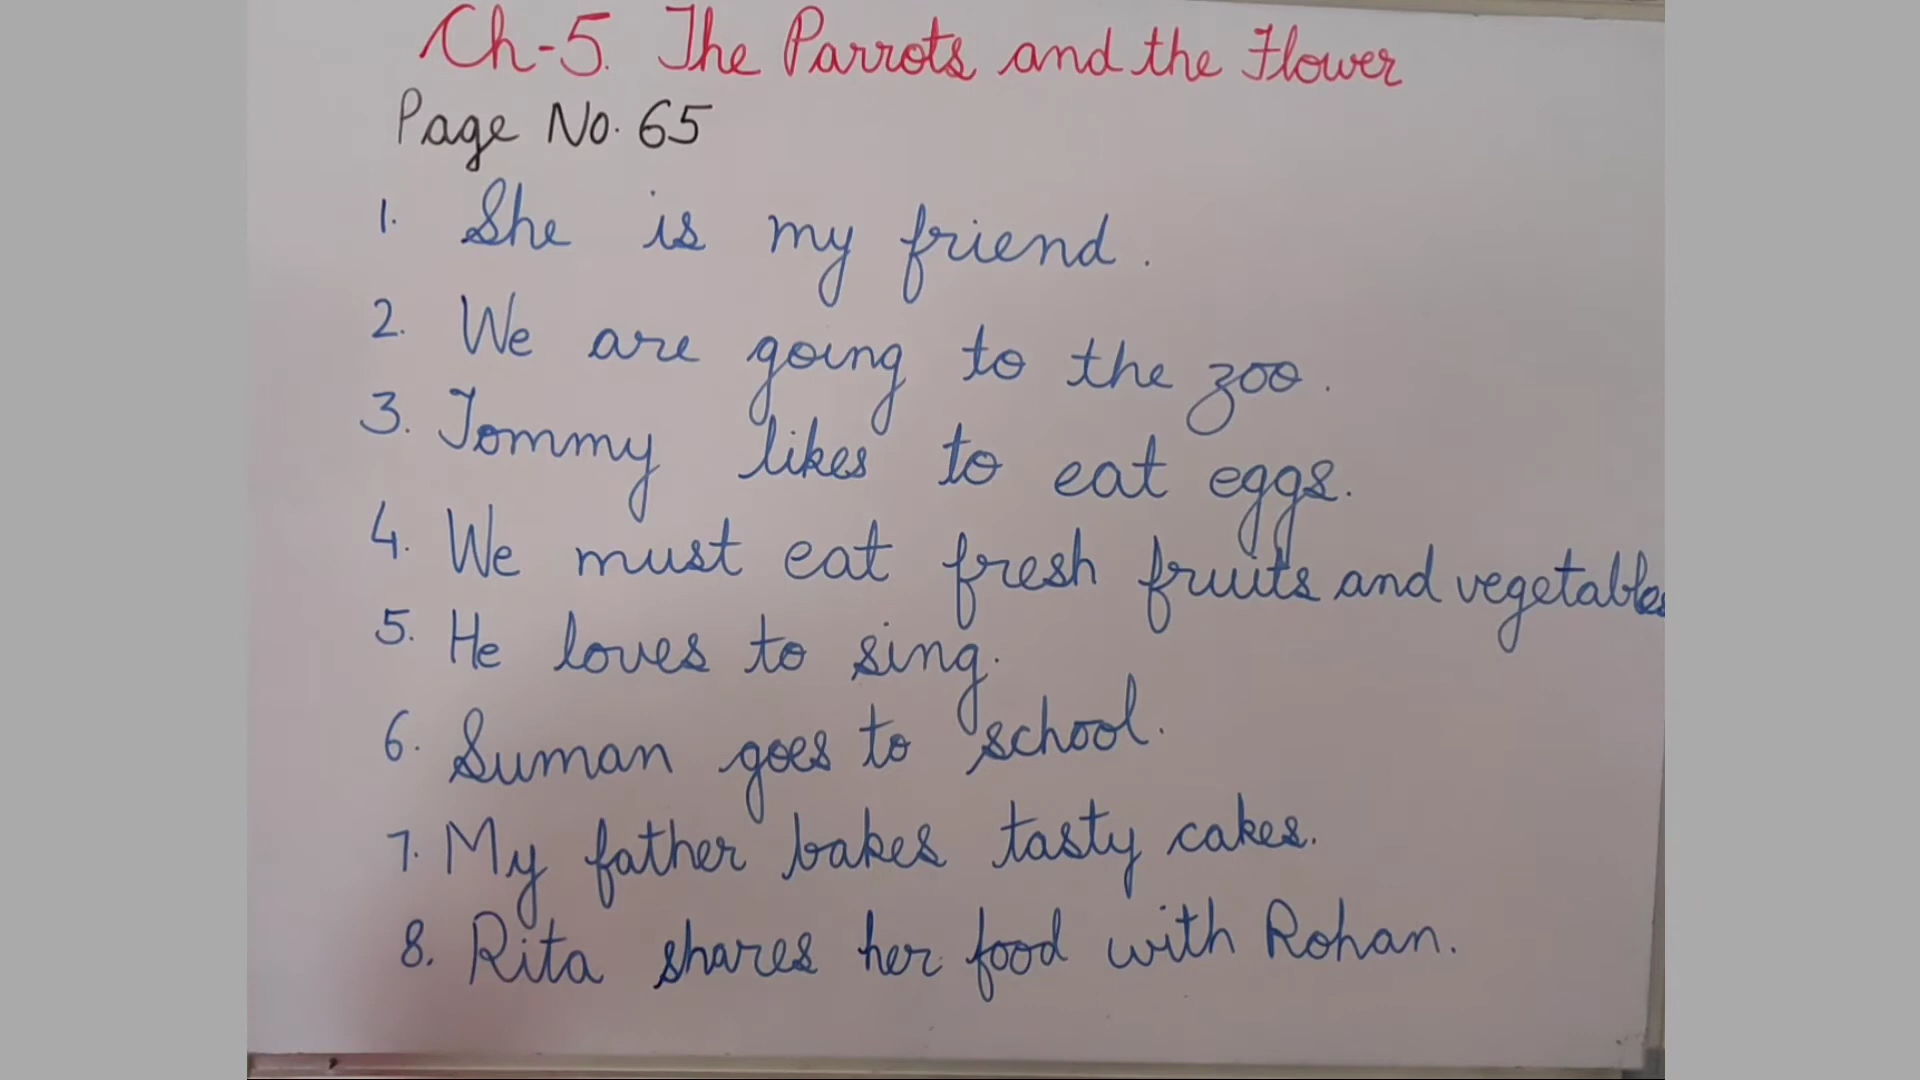 Ch-5. The Parrots and the Flower
Page No. 65
1. She is my friend.
2. We are going to the zoo.
3. Tommy likes to eat eggs.
4. We must eat fresh fruits and vegetables
5. He loves to sing.
6. Suman goes to school.
7. My father bakes tasty cakes.
8. Rita shares her food with Rohan.